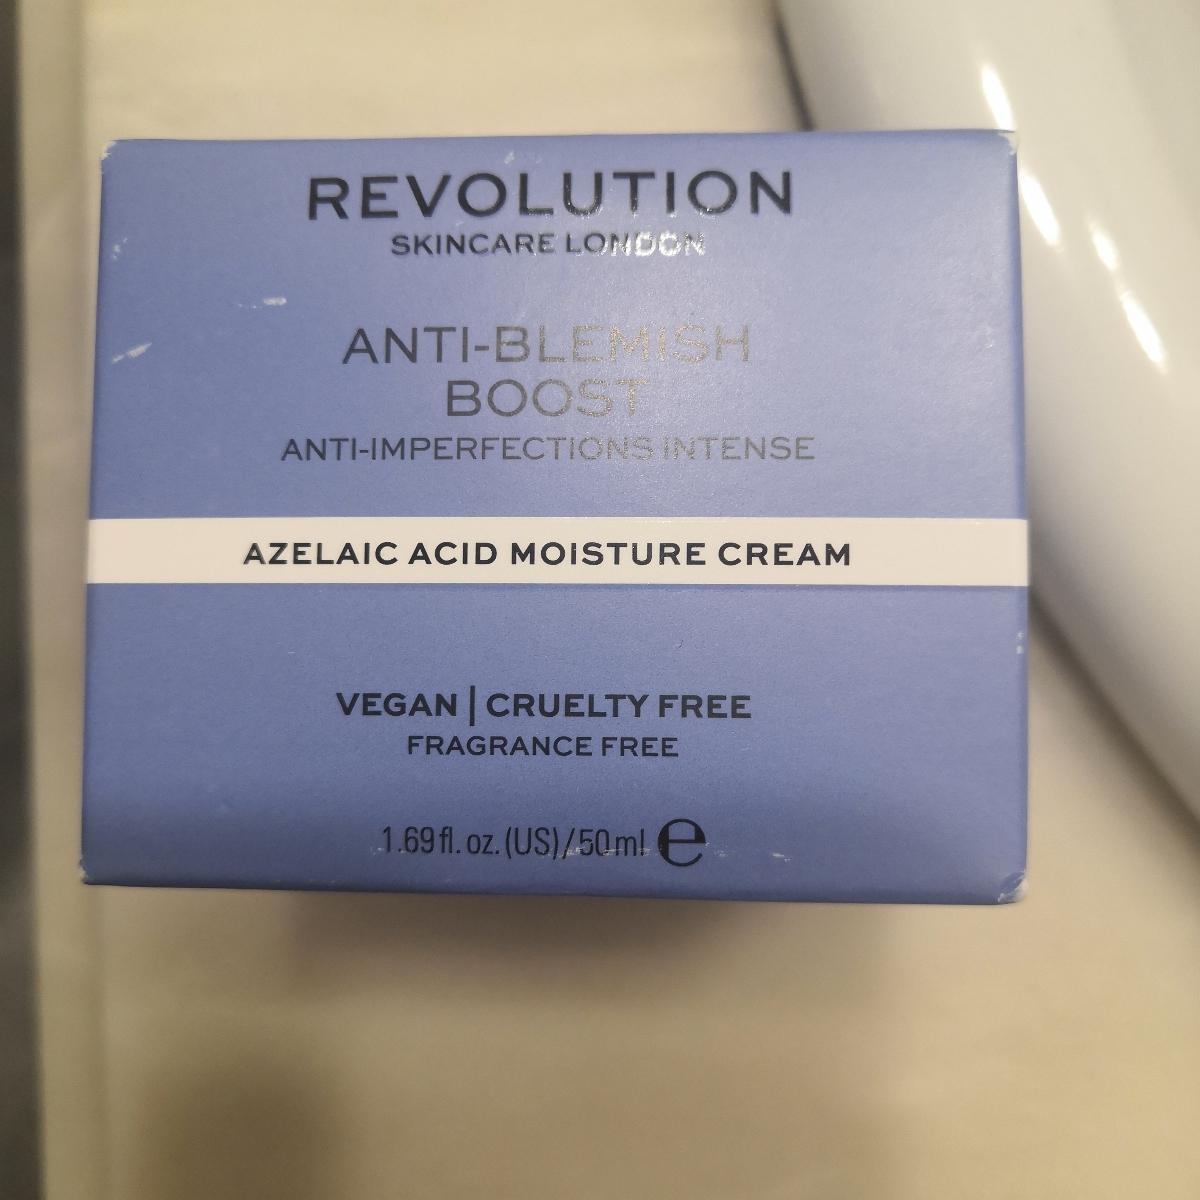 REVOLUTION
SKINCARE LONDON
ANTI-BLEMISH
BOOST
ANTI-IMPERFECTIONS INTENSE
AZELAIC ACID MOISTURE CREAM
VEGAN | CRUELTY FREE
FRAGRANCE FREE
1.69 fl. oz. (US) / 50 ml ℮